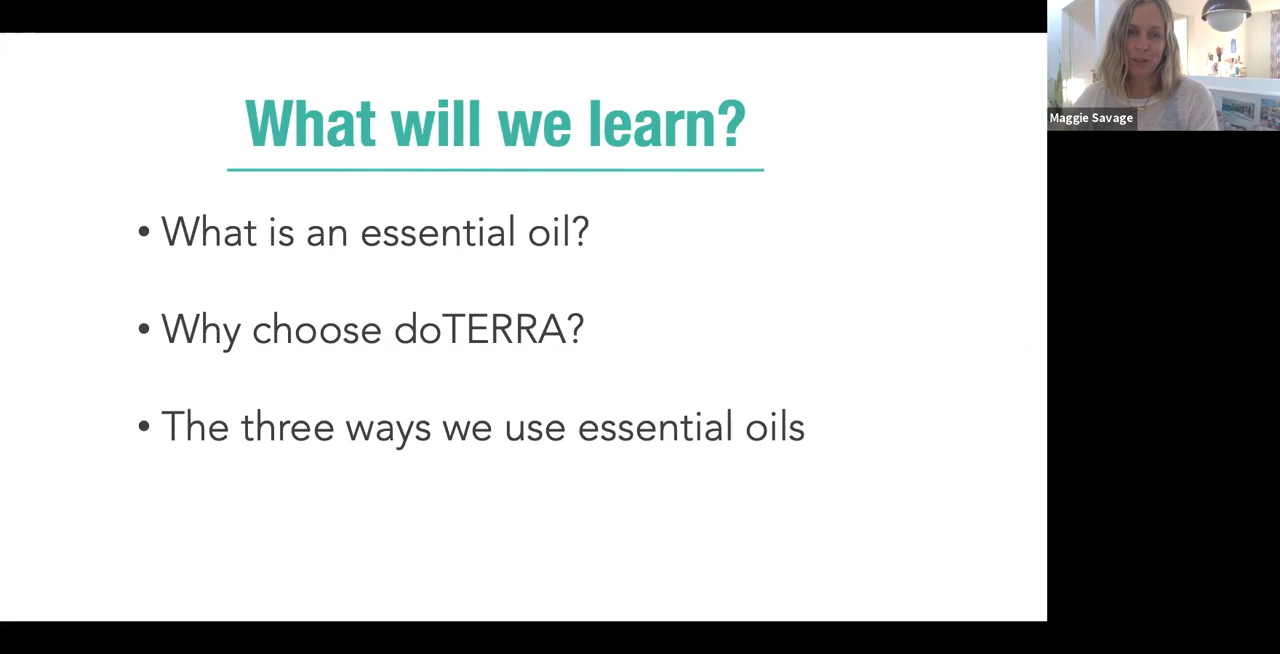 What will we learn?
• What is an essential oil?
• Why choose doTERRA?
• The three ways we use essential oils
Maggie Savage